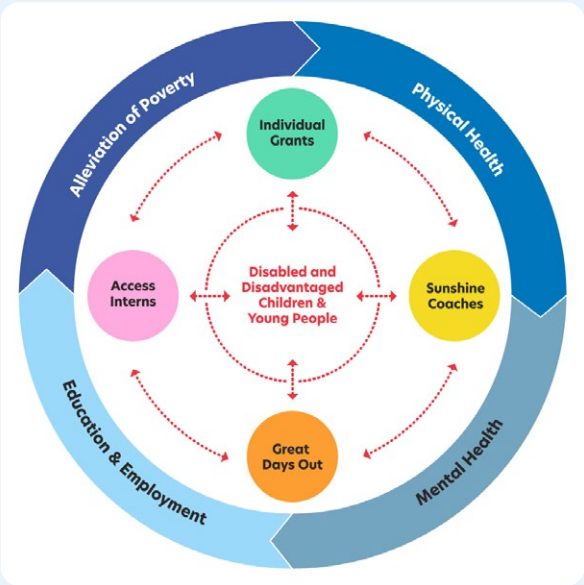 Alleviation of Poverty
Physical Health
Individual
Grants
Access
Interns
Disabled and
Disadvantaged
Children &
Young People
Sunshine
Coaches
Great
Days Out
Education & Employment
Mental Health